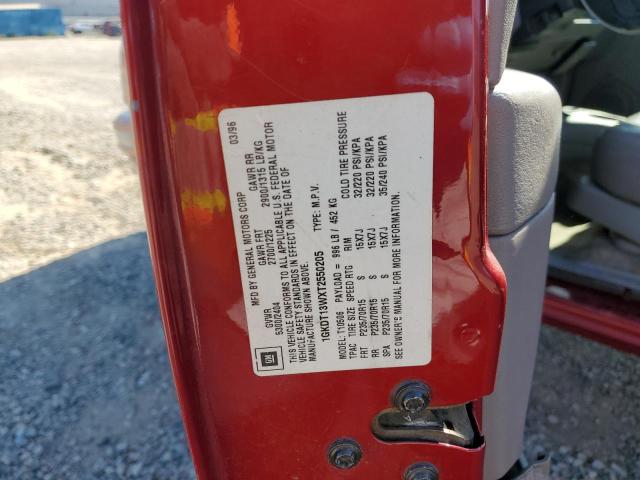 MFD BY GENERAL MOTORS CORP 03/96
GVWR GAWR FRT GAWR RR
5300/2404 2700/1225 2900/1315 LB/KG
THIS VEHICLE CONFORMS TO ALL APPLICABLE U.S. FEDERAL MOTOR
VEHICLE SAFETY STANDARDS IN EFFECT ON THE DATE OF
MANUFACTURE SHOWN ABOVE.
1GKDT13WXT2550205 TYPE: M.P.V.
MODEL: T10506 PAYLOAD = 996 LB / 452 KG
TPAC TIRE SIZE SPEED RTG RIM COLD TIRE PRESSURE
FRT P235/70R15 S 15X7J 32/220 PSI/KPA
RR P235/70R15 S 15X7J 32/220 PSI/KPA
SPA P235/70R15 S 15X7J 35/240 PSI/KPA
SEE OWNER'S MANUAL FOR ANY
GM